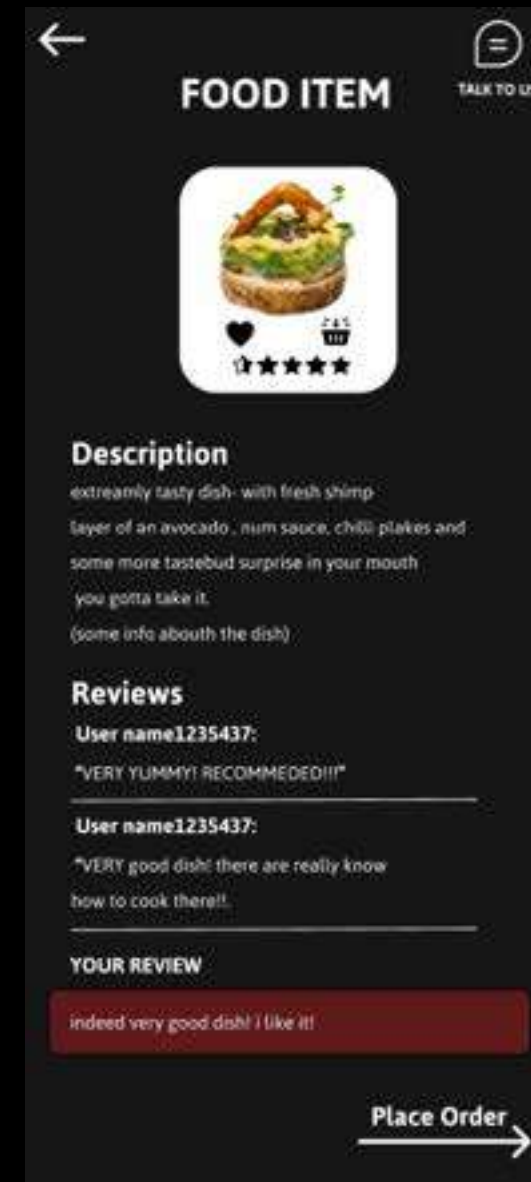 FOOD ITEM
TALK TO US
Description
extreamly tasty dish- with fresh shimp
layer of an avocado , num sauce, chilli plakes and
some more tastebud surprise in your mouth
you gotta take it.
(some info abouth the dish)
Reviews
User name1235437:
"VERY YUMMY! RECOMMEDED!!!"
User name1235437:
"VERY good dish! there are really know
how to cook there!!.
YOUR REVIEW
indeed very good dish! i like it!
Place Order